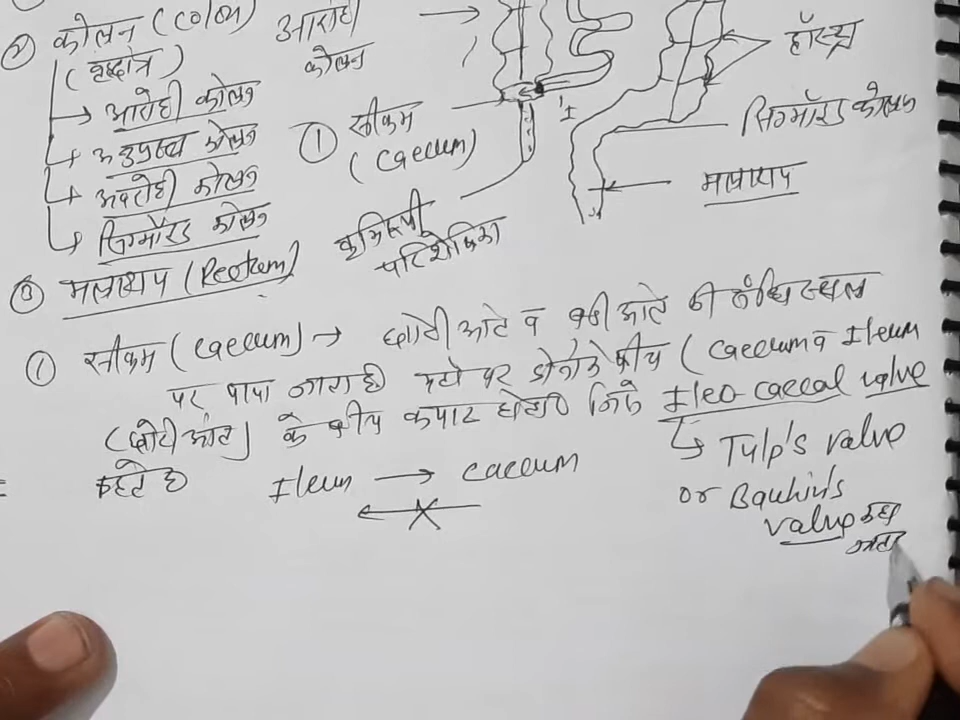 ② कोलन (Colon)
(वृहदांत्र)
→ आरोही कोलन
अनुप्रस्थ कोलन
अवरोही कोलन
सिग्मॉइड कोलन
③ मलाशय (Rectum)
आरोही
कोलन
① सीकम
(Caecum)
कृमिरूपी
परिशेषिका
हॉस्ट्रा
सिग्मॉइड कोलन
मलाशय
① सीकम (Caecum) → छोटी आंत व बड़ी आंत के संधि स्थल
पर पाया जाता है यहां पर दोनों के बीच (Caecum व Ileum
(छोटी आंत) के बीच कपाट होता है जिसे Ileo-caecal valve
कहते है
Ileum → Caecum
Tulp's valve
or Bauhin's
valve कहा
जाता